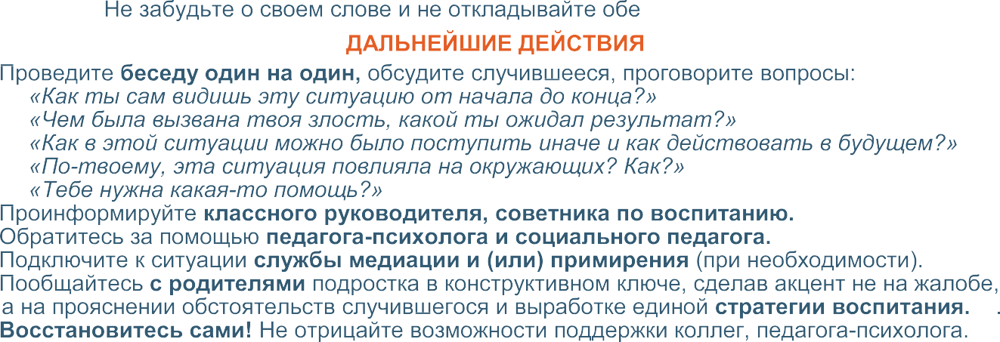 Не забудьте о своем слове и не откладывайте обе
ДАЛЬНЕЙШИЕ ДЕЙСТВИЯ
Проведите беседу один на один, обсудите случившееся, проговорите вопросы:
«Как ты сам видишь эту ситуацию от начала до конца?»
«Чем была вызвана твоя злость, какой ты ожидал результат?»
«Как в этой ситуации можно было поступить иначе и как действовать в будущем?»
«По-твоему, эта ситуация повлияла на окружающих? Как?»
«Тебе нужна какая-то помощь?»
Проинформируйте классного руководителя, советника по воспитанию.
Обратитесь за помощью педагога-психолога и социального педагога.
Подключите к ситуации службы медиации и (или) примирения (при необходимости).
Пообщайтесь с родителями подростка в конструктивном ключе, сделав акцент не на жалобе,
а на прояснении обстоятельств случившегося и выработке единой стратегии воспитания. .
Восстановитесь сами! Не отрицайте возможности поддержки коллег, педагога-психолога.